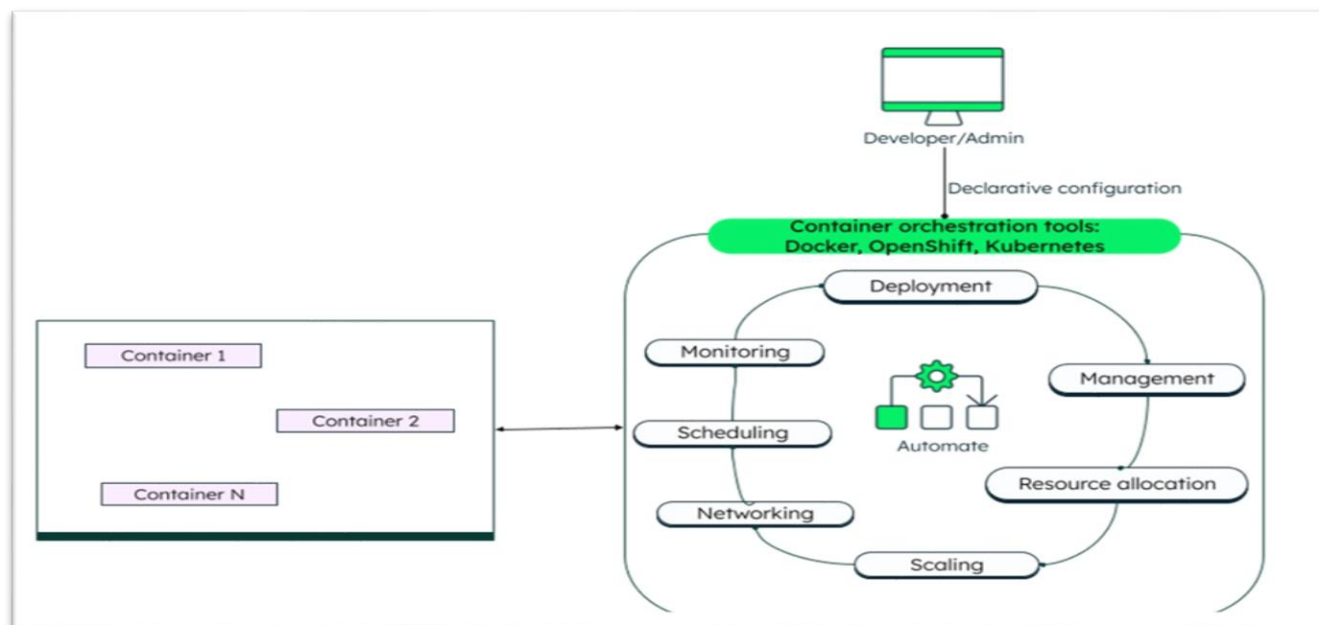 Developer/Admin
Declarative configuration
Container orchestration tools:
Docker, OpenShift, Kubernetes
Deployment
Container 1
Monitoring
Management
Container 2
Scheduling
Automate
Container N
Resource allocation
Networking
Scaling